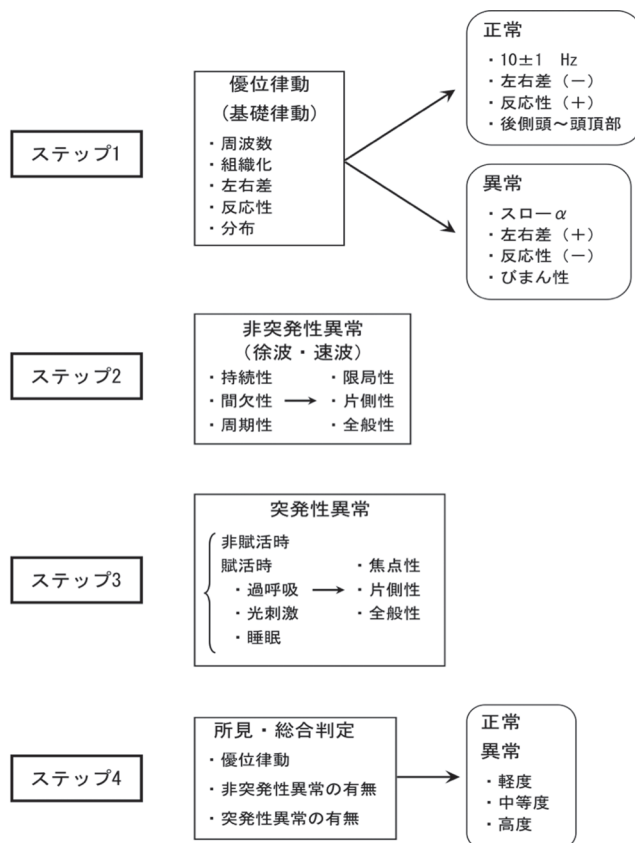 ステップ1
優位律動
(基礎律動)
・周波数
・組織化
・左右差
・反応性
・分布
正常
・10±1 Hz
・左右差(−)
・反応性(+)
・後側頭〜頭頂部
異常
・スローα
・左右差(+)
・反応性(−)
・びまん性
ステップ2
非突発性異常
(徐波・速波)
・持続性 ・限局性
・間欠性 → ・片側性
・周期性 ・全般性
ステップ3
突発性異常
非賦活時
賦活時 ・焦点性
・過呼吸 → ・片側性
・光刺激 ・全般性
・睡眠
ステップ4
所見・総合判定
・優位律動
・非突発性異常の有無
・突発性異常の有無
正常
異常
・軽度
・中等度
・高度